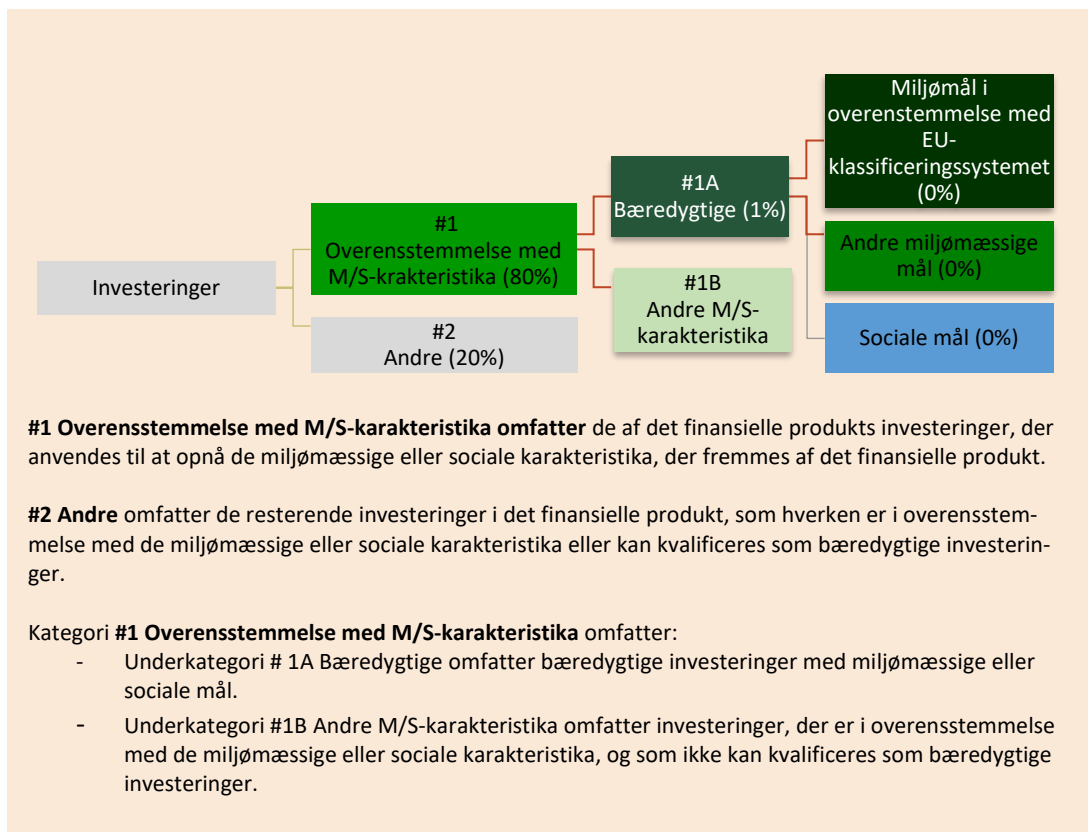 Investeringer
#1
Overensstemmelse med
M/S-krakteristika (80%)
#2
Andre (20%)
#1A
Bæredygtige (1%)
#1B
Andre M/S-
karakteristika
Miljømål i
overenstemmelse med
EU-
klassificeringssystemet
(0%)
Andre miljømæssige
mål (0%)
Sociale mål (0%)
#1 Overensstemmelse med M/S-karakteristika omfatter de af det finansielle produkts investeringer, der
anvendes til at opnå de miljømæssige eller sociale karakteristika, der fremmes af det finansielle produkt.
#2 Andre omfatter de resterende investeringer i det finansielle produkt, som hverken er i overensstem-
melse med de miljømæssige eller sociale karakteristika eller kan kvalificeres som bæredygtige investerin-
ger.
Kategori #1 Overensstemmelse med M/S-karakteristika omfatter:
- Underkategori # 1A Bæredygtige omfatter bæredygtige investeringer med miljømæssige eller
sociale mål.
- Underkategori #1B Andre M/S-karakteristika omfatter investeringer, der er i overensstemmelse
med de miljømæssige eller sociale karakteristika, og som ikke kan kvalificeres som bæredygtige
investeringer.